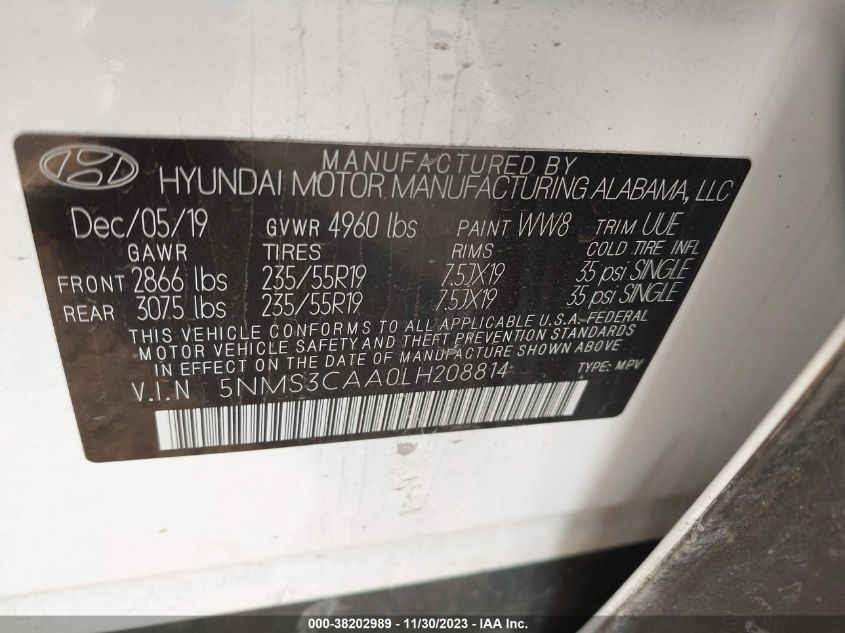 MANUFACTURED BY
HYUNDAI MOTOR MANUFACTURING ALABAMA, LLC
Dec/05/19 GVWR 4960 lbs PAINT WW8 TRIM UUE
GAWR TIRES RIMS COLD TIRE INFL
FRONT 2866 lbs 235/55R19 7.5JX19 35 psi SINGLE
REAR 3075 lbs 235/55R19 7.5JX19 35 psi SINGLE
THIS VEHICLE CONFORMS TO ALL APPLICABLE U.S.A-FEDERAL
MOTOR VEHICLE SAFETY AND THEFT PREVENTION STANDARDS
IN EFFECT ON THE DATE OF MANUFACTURE SHOWN ABOVE.
V.I.N 5NMS3CAA0LH208814 TYPE: MPV
000-38202989 - 11/30/2023 - IAA Inc.